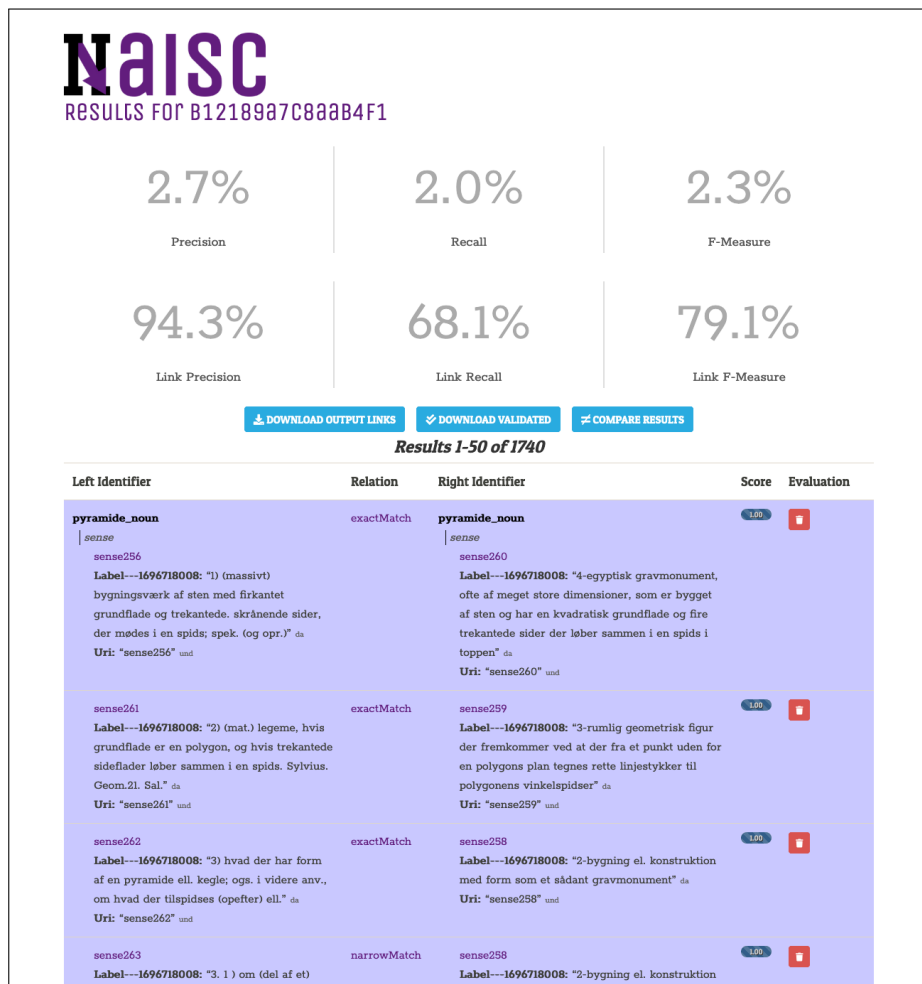 Naisc
Results for B12189a7C8aaB4F1
2.7%
Precision
2.0%
Recall
2.3%
F-Measure
94.3%
Link Precision
68.1%
Link Recall
79.1%
Link F-Measure
DOWNLOAD OUTPUT LINKS
DOWNLOAD VALIDATED
COMPARE RESULTS
Results 1-50 of 1740
Left Identifier
Relation
Right Identifier
Score
Evaluation
pyramide_noun
sense
sense256
Label---1696718008: "1) (massivt)
bygningsværk af sten med firkantet
grundflade og trekantede. skrånende sider,
der mødes i en spids; spek. (og opr.)" da
Uri: "sense256" und
exactMatch
pyramide_noun
sense
sense260
Label---1696718008: "4-egyptisk gravmonument,
ofte af meget store dimensioner, som er bygget
af sten og har en kvadratisk grundflade og fire
trekantede sider der løber sammen i en spids i
toppen" da
Uri: "sense260" und
1.00
sense261
Label---1696718008: "2) (mat.) legeme, hvis
grundflade er en polygon, og hvis trekantede
sideflader løber sammen i en spids. Sylvius.
Geom.21. Sal." da
Uri: "sense261" und
exactMatch
sense259
Label---1696718008: "3-rumlig geometrisk figur
der fremkommer ved at der fra et punkt uden for
en polygons plan tegnes rette linjestykker til
polygonens vinkelspidser" da
Uri: "sense259" und
1.00
sense262
Label---1696718008: "3) hvad der har form
af en pyramide ell. kegle; ogs. i videre anv.,
om hvad der tilspidses (opefter) ell." da
Uri: "sense262" und
exactMatch
sense258
Label---1696718008: "2-bygning el. konstruktion
med form som et sådant gravmonument" da
Uri: "sense258" und
1.00
sense263
Label---1696718008: "3. 1 ) om (del af et)
narrowMatch
sense258
Label---1696718008: "2-bygning el. konstruktion
1.00